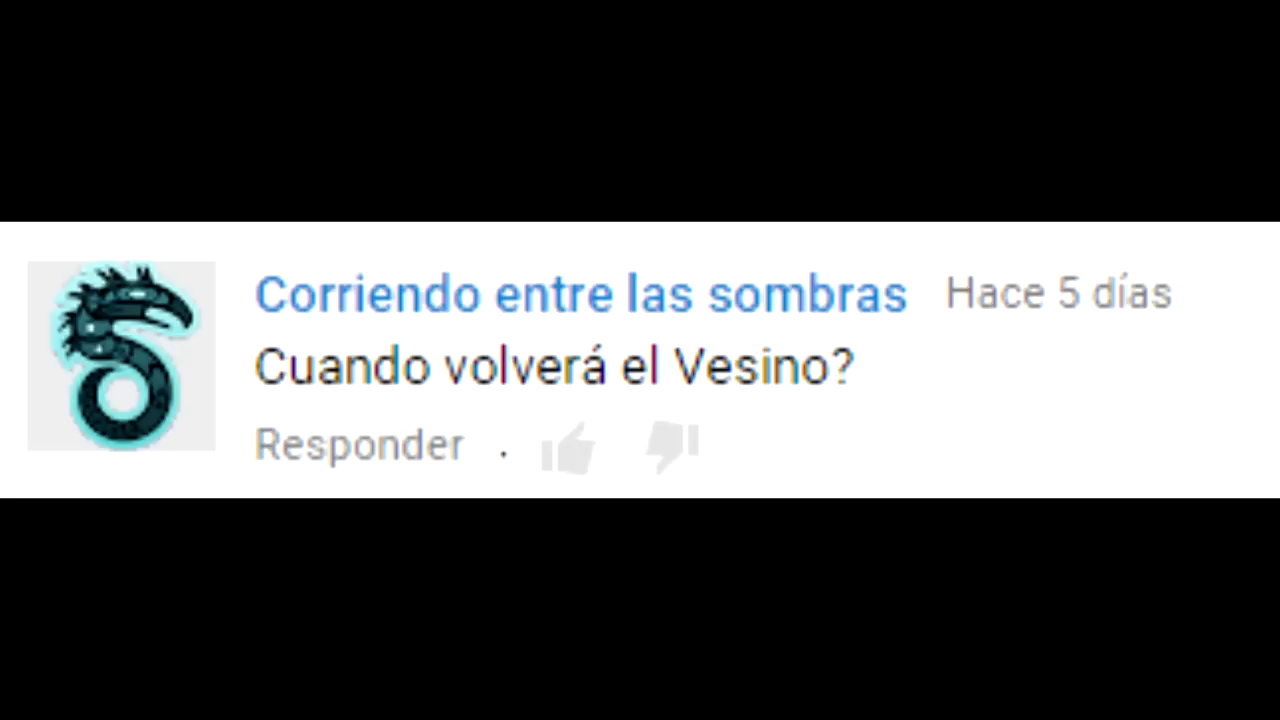 Corriendo entre las sombras Hace 5 días
Cuando volverá el Vesino?
Responder .